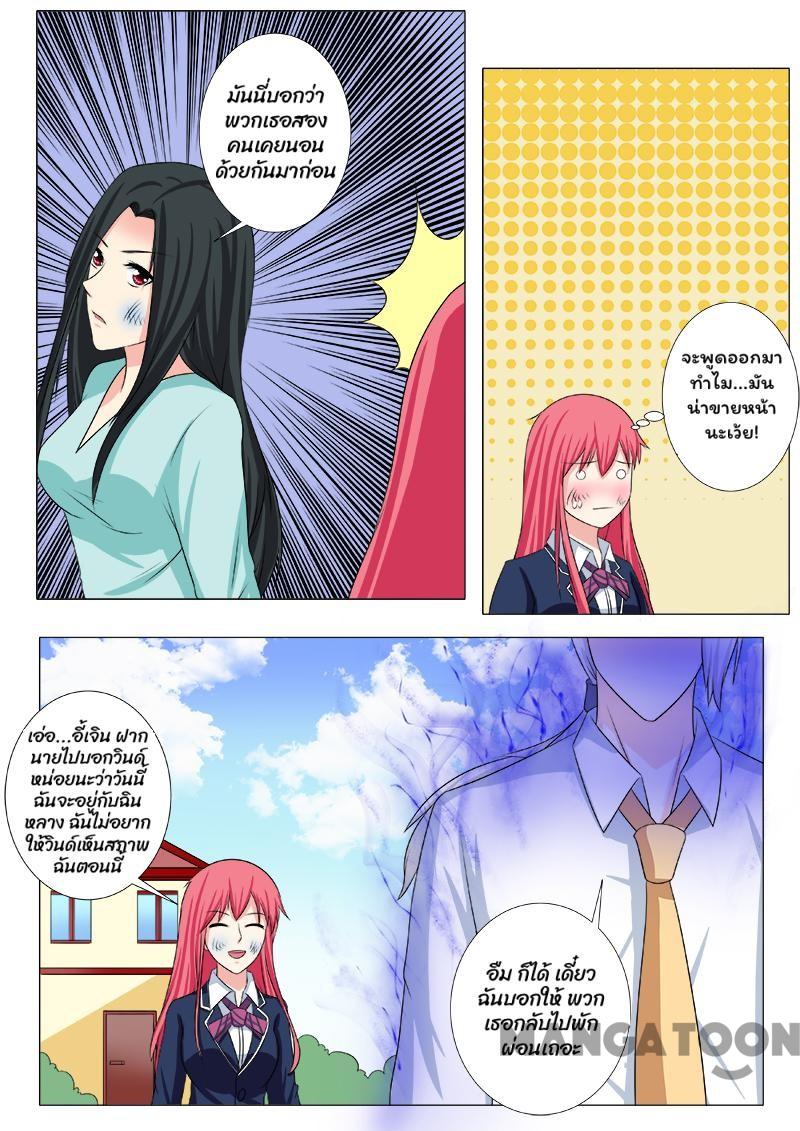 มันนี่บอกว่า
พวกเธอสอง
คนเคยนอน
ด้วยกันมาก่อน
จะพูดออกมา
ทำไม...มัน
น่าขายหน้า
นะเว้ย!
เอ่อ...อี้เจิน ฝาก
นายไปบอกวินด์
หน่อยนะว่าวันนี้
ฉันจะอยู่กับฉิน
หลาง ฉันไม่อยาก
ให้วินด์เห็นสภาพ
ฉันตอนนี้
อืม ก็ได้ เดี๋ยว
ฉันบอกให้ พวก
เธอกลับไปพัก
ผ่อนเถอะ
MANGATOON